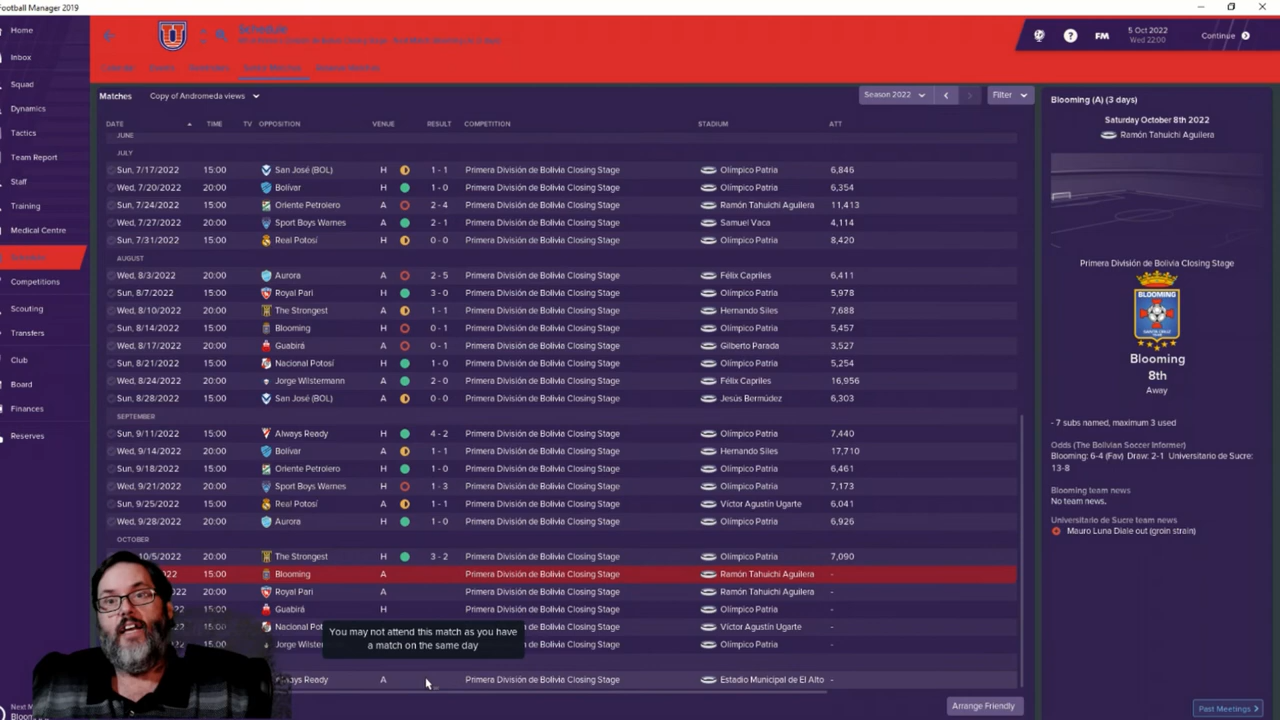 Football Manager 2019
Home
Inbox
Squad
Dynamics
Tactics
Team Report
Staff
Training
Medical Centre
Schedule
Competitions
Scouting
Transfers
Club
Board
Finances
Reserves
Schedule
5 Oct 2022
Wed 22:00
FM
Continue
Matches Copy of Andromeda views
Season 2022
Filter
DATE TIME TV OPPOSITION VENUE RESULT COMPETITION STADIUM ATT
JUNE
JULY
Sun, 7/17/2022 15:00 San José (BOL) H 1 - 1 Primera División de Bolivia Closing Stage Olímpico Patria 6,846
Wed, 7/20/2022 20:00 Bolívar H 1 - 0 Primera División de Bolivia Closing Stage Olímpico Patria 6,354
Sun, 7/24/2022 15:00 Oriente Petrolero A 2 - 4 Primera División de Bolivia Closing Stage Ramón Tahuichi Aguilera 11,413
Wed, 7/27/2022 20:00 Sport Boys Warnes A 2 - 1 Primera División de Bolivia Closing Stage Samuel Vaca 4,114
Sun, 7/31/2022 15:00 Real Potosí H 0 - 0 Primera División de Bolivia Closing Stage Olímpico Patria 8,420
AUGUST
Wed, 8/3/2022 20:00 Aurora A 2 - 5 Primera División de Bolivia Closing Stage Félix Capriles 6,411
Sun, 8/7/2022 15:00 Royal Pari H 3 - 0 Primera División de Bolivia Closing Stage Olímpico Patria 5,978
Wed, 8/10/2022 20:00 The Strongest A 1 - 1 Primera División de Bolivia Closing Stage Hernando Siles 7,688
Sun, 8/14/2022 15:00 Blooming H 0 - 1 Primera División de Bolivia Closing Stage Olímpico Patria 5,457
Wed, 8/17/2022 20:00 Guabirá A 0 - 1 Primera División de Bolivia Closing Stage Gilberto Parada 3,527
Sun, 8/21/2022 15:00 Nacional Potosí H 1 - 0 Primera División de Bolivia Closing Stage Olímpico Patria 5,254
Wed, 8/24/2022 20:00 Jorge Wilstermann A 2 - 0 Primera División de Bolivia Closing Stage Félix Capriles 16,956
Sun, 8/28/2022 15:00 San José (BOL) A 0 - 0 Primera División de Bolivia Closing Stage Jesús Bermúdez 6,303
SEPTEMBER
Sun, 9/11/2022 15:00 Always Ready H 4 - 2 Primera División de Bolivia Closing Stage Olímpico Patria 7,440
Wed, 9/14/2022 20:00 Bolívar A 1 - 1 Primera División de Bolivia Closing Stage Hernando Siles 17,710
Sun, 9/18/2022 15:00 Oriente Petrolero H 1 - 0 Primera División de Bolivia Closing Stage Olímpico Patria 6,461
Wed, 9/21/2022 20:00 Sport Boys Warnes H 1 - 3 Primera División de Bolivia Closing Stage Olímpico Patria 7,173
Sun, 9/25/2022 15:00 Real Potosí A 1 - 1 Primera División de Bolivia Closing Stage Víctor Agustín Ugarte 6,041
Wed, 9/28/2022 20:00 Aurora H 1 - 0 Primera División de Bolivia Closing Stage Olímpico Patria 6,926
OCTOBER
10/5/2022 20:00 The Strongest H 3 - 2 Primera División de Bolivia Closing Stage Olímpico Patria 7,090
15:00 Blooming A Primera División de Bolivia Closing Stage Ramón Tahuichi Aguilera -
20:00 Royal Pari A Primera División de Bolivia Closing Stage Ramón Tahuichi Aguilera -
15:00 Guabirá H Primera División de Bolivia Closing Stage Olímpico Patria -
15:00 Nacional Primera División de Bolivia Closing Stage Víctor Agustín Ugarte -
15:00 Jorge Wilsterm Primera División de Bolivia Closing Stage Olímpico Patria -
You may not attend this match as you have
a match on the same day
Ready A Primera División de Bolivia Closing Stage Estadio Municipal de El Alto -
Arrange Friendly
Blooming (A) (3 days)
Saturday October 8th 2022
Ramón Tahuichi Aguilera
Primera División de Bolivia Closing Stage
BLOOMING
Blooming
8th
Away
- 7 subs named, maximum 3 used
Odds (The Bolivian Soccer Informer)
Blooming: 6-4 (Fav) Draw: 2-1 Universitario de Sucre:
13-8
Blooming team news
No team news.
Universitario de Sucre team news
Mauro Luna Diale out (groin strain)
Past Meetings